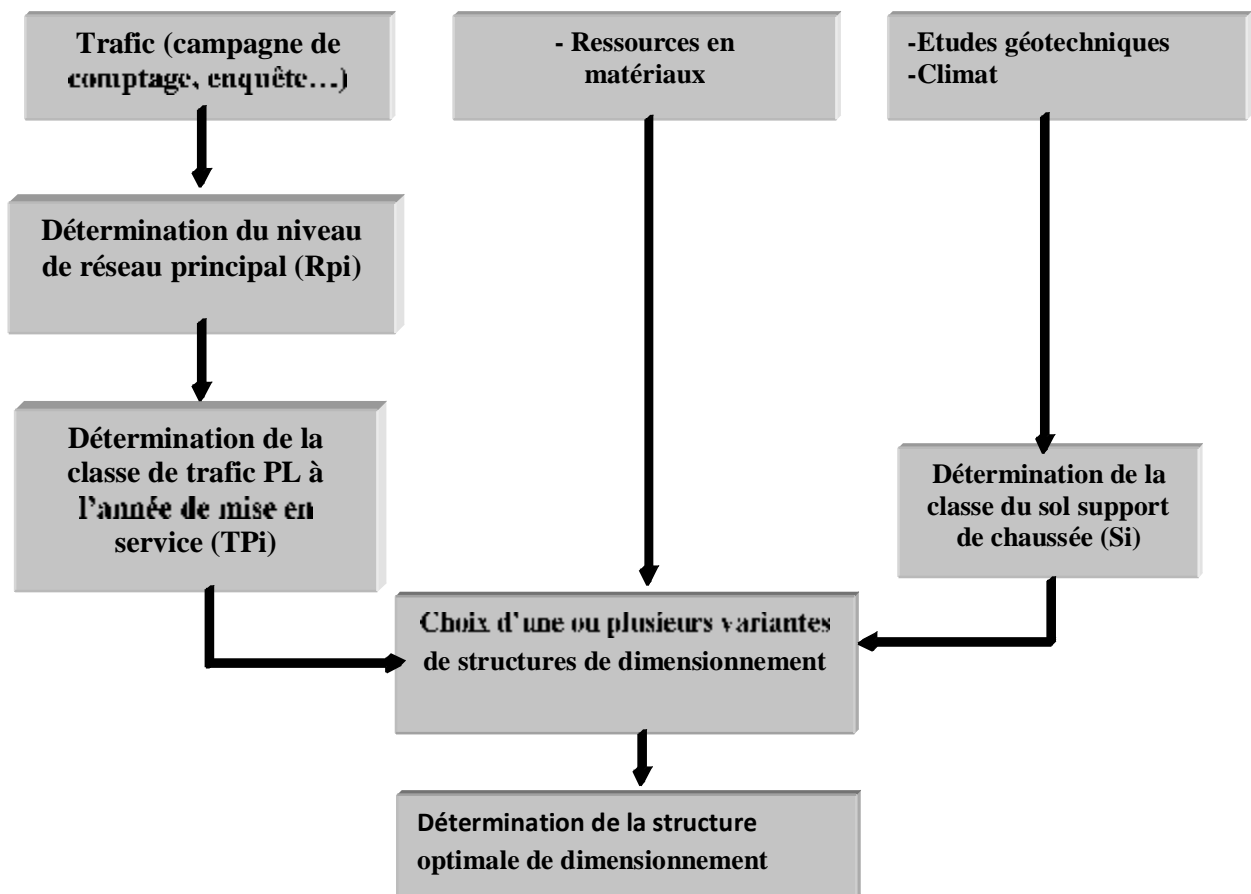 Trafic (campagne de
comptage, enquête…)
- Ressources en
matériaux
-Etudes géotechniques
-Climat
Détermination du niveau
de réseau principal (Rpi)
Détermination de la
classe de trafic PL à
l'année de mise en
service (TPi)
Détermination de la
classe du sol support
de chaussée (Si)
Choix d'une ou plusieurs variantes
de structures de dimensionnement
Détermination de la structure
optimale de dimensionnement